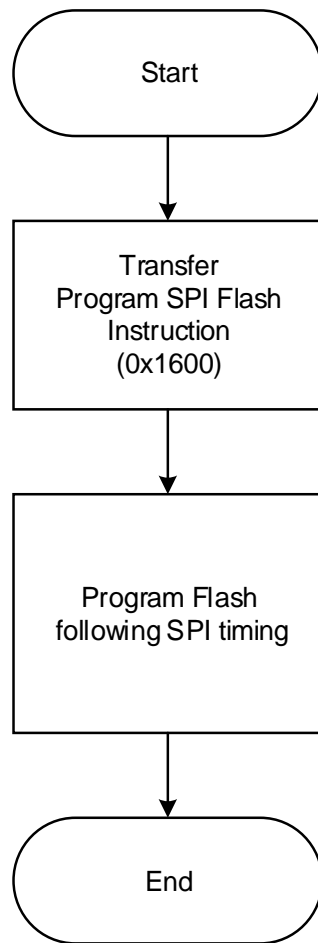 Start
Transfer
Program SPI Flash
Instruction
(0x1600)
Program Flash
following SPI timing
End